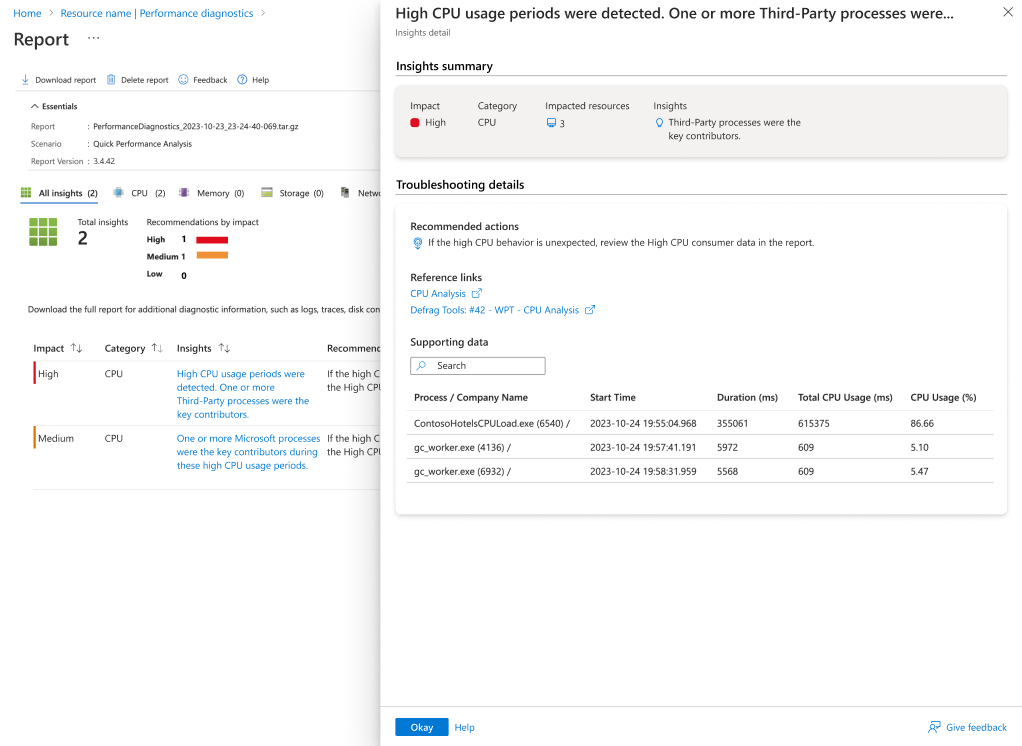 Home > Resource name | Performance diagnostics >
Report ...
Download report Delete report Feedback Help
Essentials
Report : PerformanceDiagnostics_2023-10-23_23-24-40-069.tar.gz
Scenario : Quick Performance Analysis
Report Version : 3.4.42
All insights (2) CPU (2) Memory (0) Storage (0) Netwo
Total insights
2
Recommendations by impact
High 1
Medium 1
Low 0
Download the full report for additional diagnostic information, such as logs, traces, disk con
Impact ↑↓ Category ↑↓ Insights ↑↓ Recommend
High CPU High CPU usage periods were If the high C
detected. One or more the High CPU
Third-Party processes were the
key contributors.
Medium CPU One or more Microsoft processes If the high C
were the key contributors during the High CPU
these high CPU usage periods.
High CPU usage periods were detected. One or more Third-Party processes were...
Insights detail
Insights summary
Impact Category Impacted resources Insights
High CPU 3 Third-Party processes were the
key contributors.
Troubleshooting details
Recommended actions
If the high CPU behavior is unexpected, review the High CPU consumer data in the report.
Reference links
CPU Analysis
Defrag Tools: #42 - WPT - CPU Analysis
Supporting data
Search
Process / Company Name Start Time Duration (ms) Total CPU Usage (ms) CPU Usage (%)
ContosoHotelsCPULoad.exe (6540) / 2023-10-24 19:55:04.968 355061 615375 86.66
gc_worker.exe (4136) / 2023-10-24 19:57:41.191 5972 609 5.10
gc_worker.exe (6932) / 2023-10-24 19:58:31.959 5568 609 5.47
Okay Help Give feedback